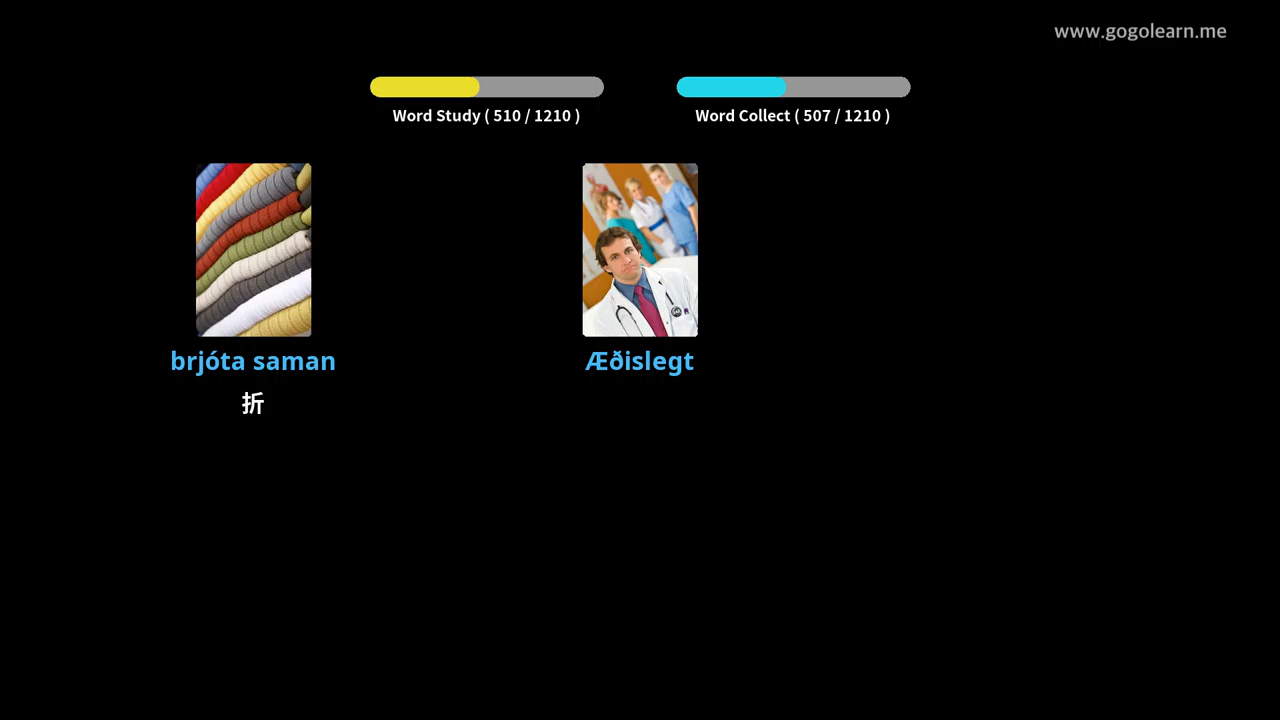 www.gogolearn.me
Word Study ( 510 / 1210 )
Word Collect ( 507 / 1210 )
brjóta saman
折
Æðislegt